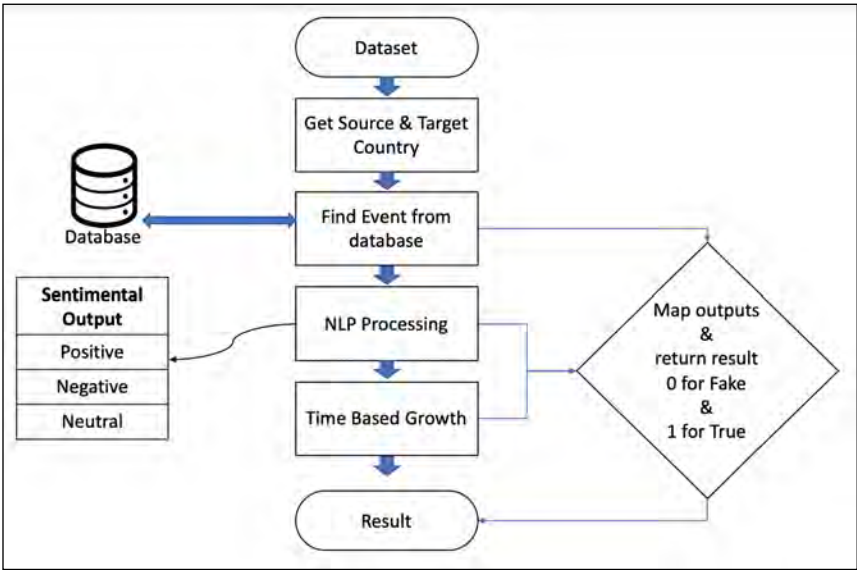 Dataset
Get Source & Target
Country
Find Event from
database
Database
Sentimental
Output
Positive
Negative
Neutral
NLP Processing
Time Based Growth
Map outputs
&
return result
0 for Fake
&
1 for True
Result